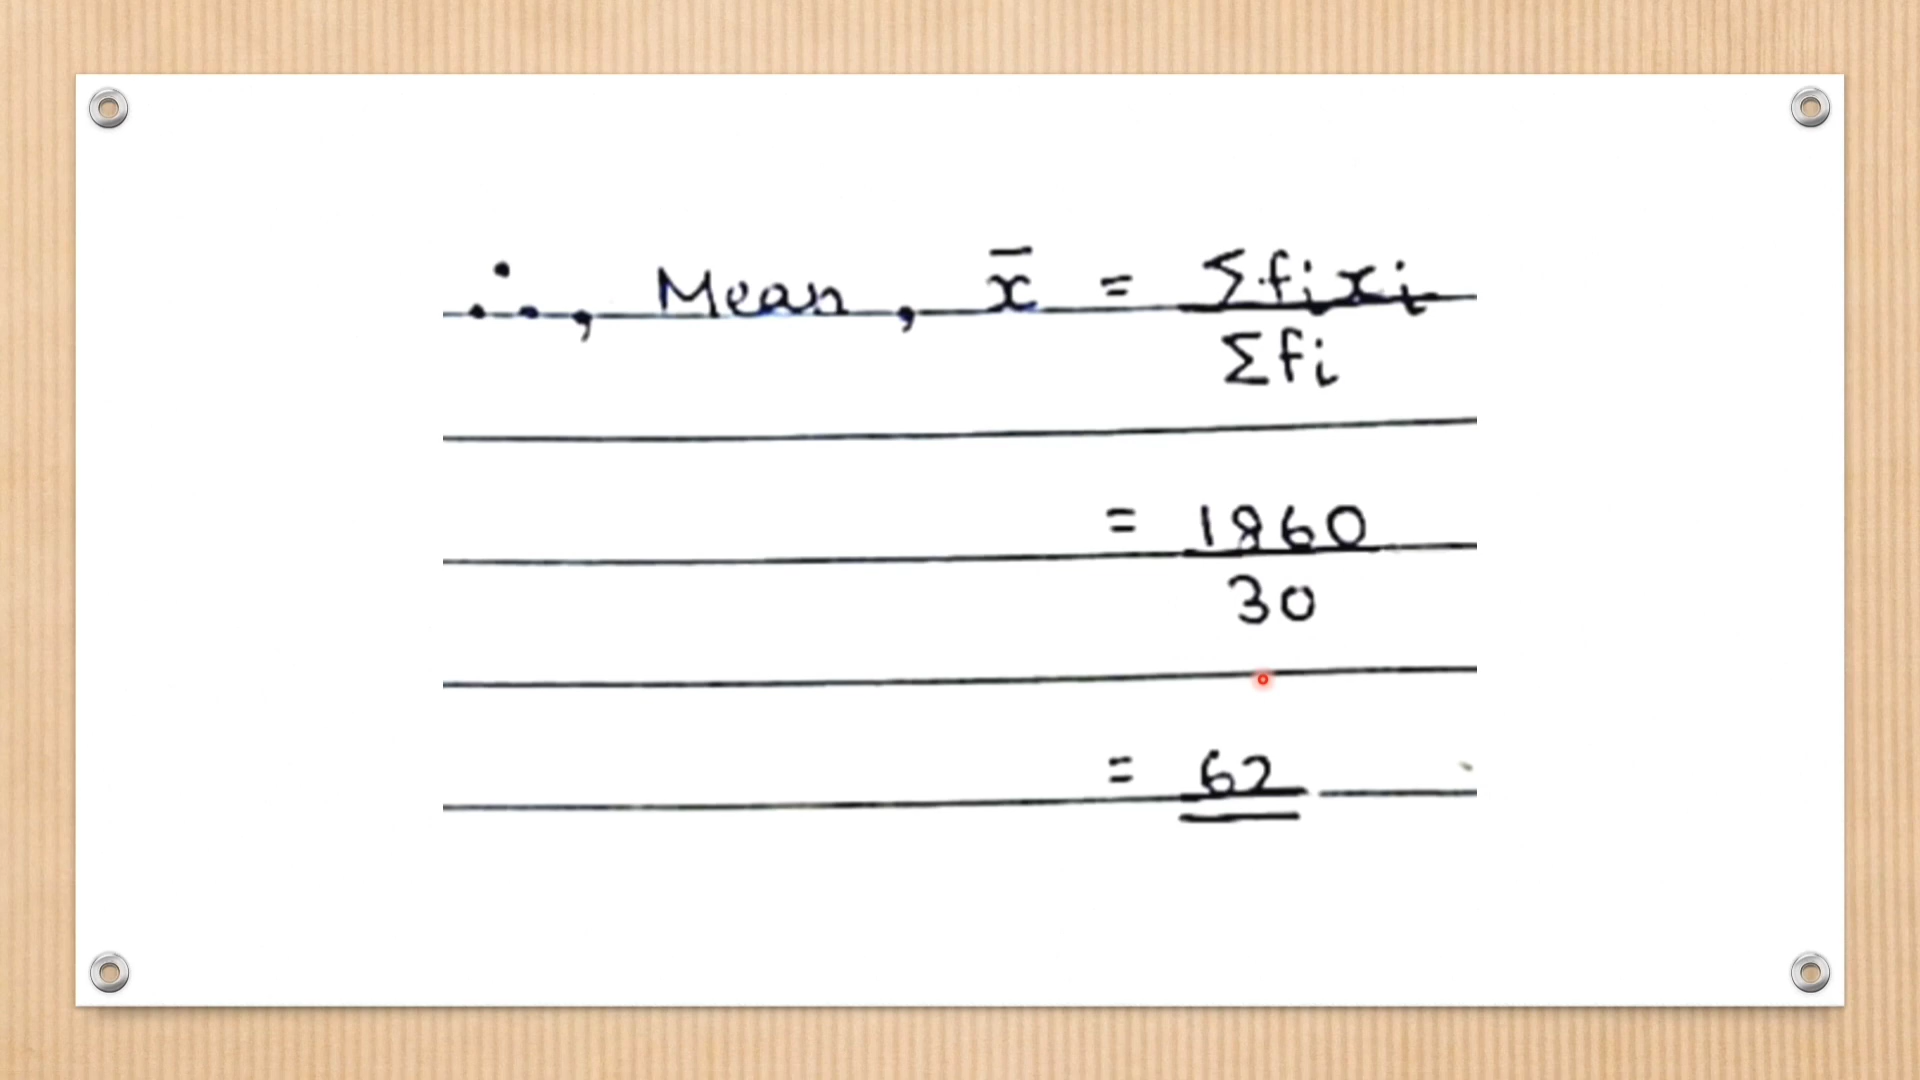 ∴, Mean, x̄ = Σfixi
Σfi
= 1860
30
= 62